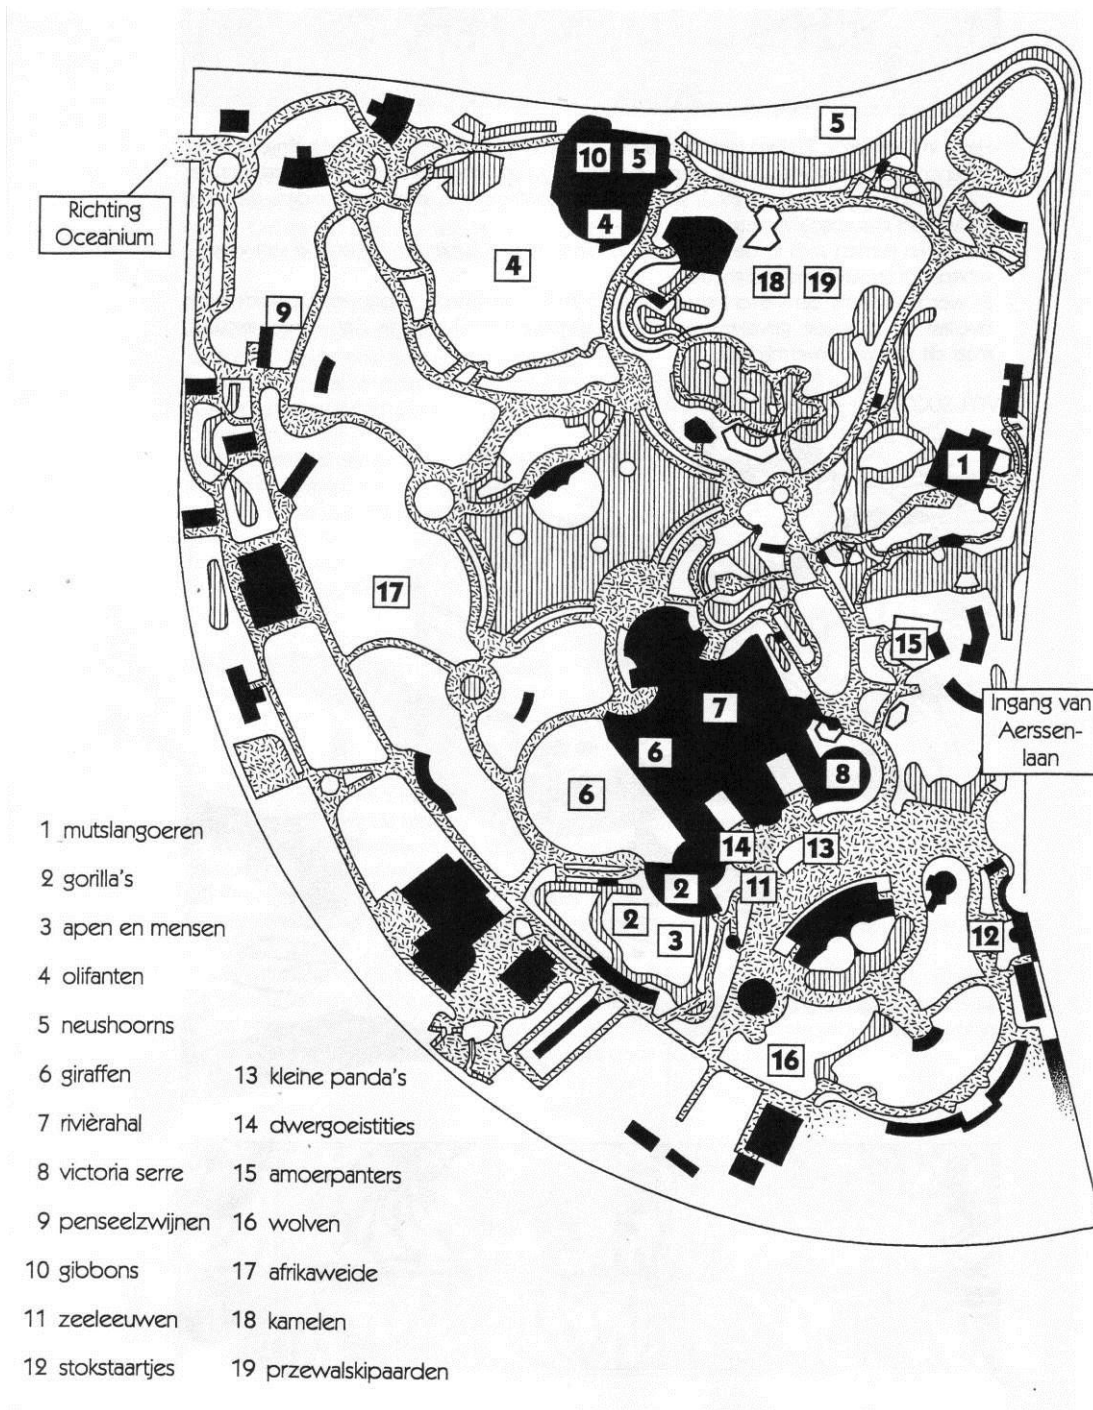 5
10 5
4
Richting
Oceanium
4
18 19
9
1
17
15
7
Ingang van
Aerssen-
laan
6
8
6
14
13
2
11
2
3
12
16
1 mutslangoeren
2 gorilla's
3 apen en mensen
4 olifanten
5 neushoorns
6 giraffen
7 rivièrahal
8 victoria serre
9 penseelzwijnen
10 gibbons
11 zeeleeuwen
12 stokstaartjes
13 kleine panda's
14 dwergoeistities
15 amoerpanters
16 wolven
17 afrikaweide
18 kamelen
19 przewalskipaarden